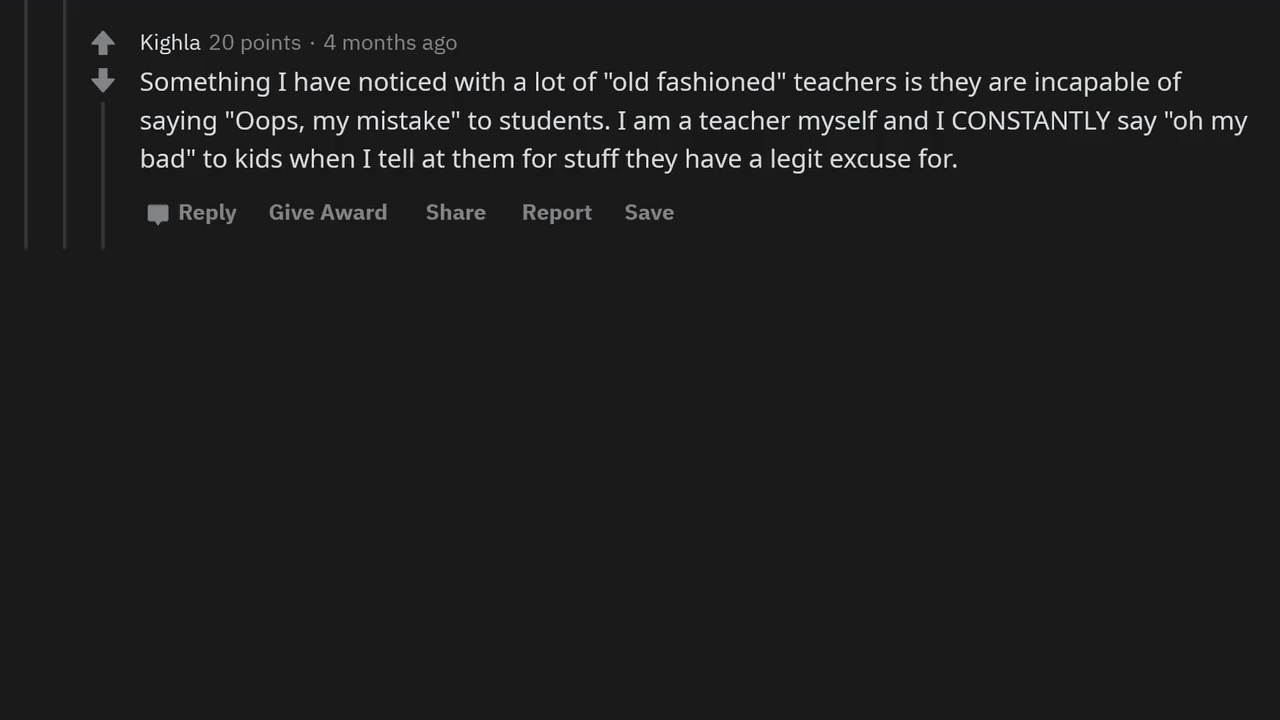 Kighla 20 points · 4 months ago
Something I have noticed with a lot of "old fashioned" teachers is they are incapable of
saying "Oops, my mistake" to students. I am a teacher myself and I CONSTANTLY say "oh my
bad" to kids when I tell at them for stuff they have a legit excuse for.
Reply Give Award Share Report Save